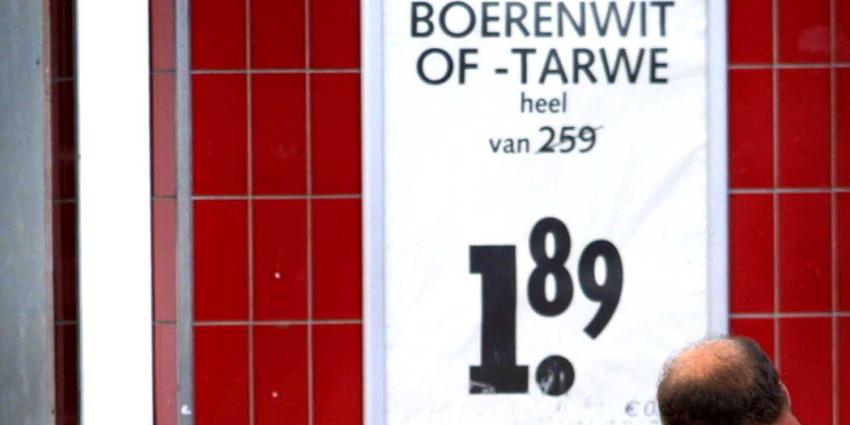 BOERENWIT
OF -TARWE
heel
van 259
1.89